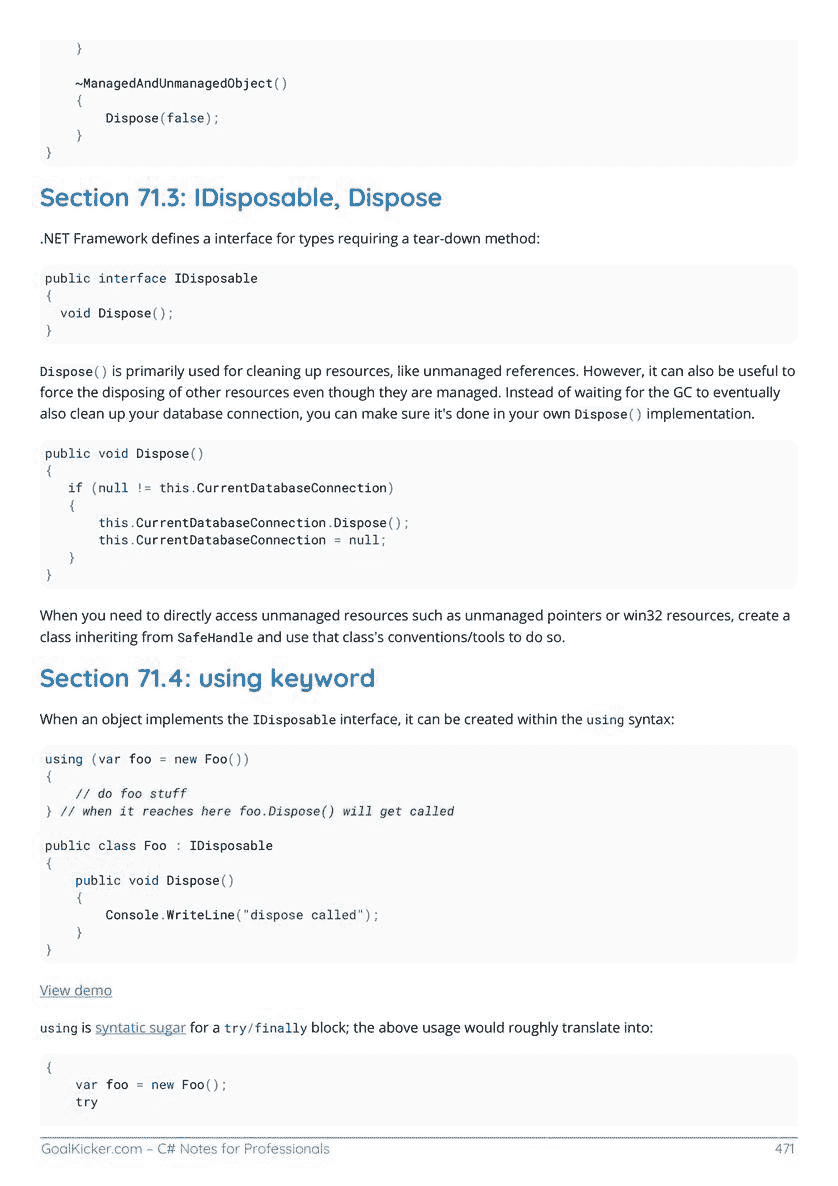 }

    ~ManagedAndUnmanagedObject()
    {
        Dispose(false);
    }
}
Section 71.3: IDisposable, Dispose
.NET Framework defines a interface for types requiring a tear-down method:
public interface IDisposable
{
  void Dispose();
}
Dispose() is primarily used for cleaning up resources, like unmanaged references. However, it can also be useful to
force the disposing of other resources even though they are managed. Instead of waiting for the GC to eventually
also clean up your database connection, you can make sure it's done in your own Dispose() implementation.
public void Dispose()
{
   if (null != this.CurrentDatabaseConnection)
   {
       this.CurrentDatabaseConnection.Dispose();
       this.CurrentDatabaseConnection = null;
   }
}
When you need to directly access unmanaged resources such as unmanaged pointers or win32 resources, create a
class inheriting from SafeHandle and use that class's conventions/tools to do so.
Section 71.4: using keyword
When an object implements the IDisposable interface, it can be created within the using syntax:
using (var foo = new Foo())
{
    // do foo stuff
} // when it reaches here foo.Dispose() will get called

public class Foo : IDisposable
{
    public void Dispose()
    {
        Console.WriteLine("dispose called");
    }
}
View demo
using is syntatic sugar for a try/finally block; the above usage would roughly translate into:
{
    var foo = new Foo();
    try
GoalKicker.com – C# Notes for Professionals 471